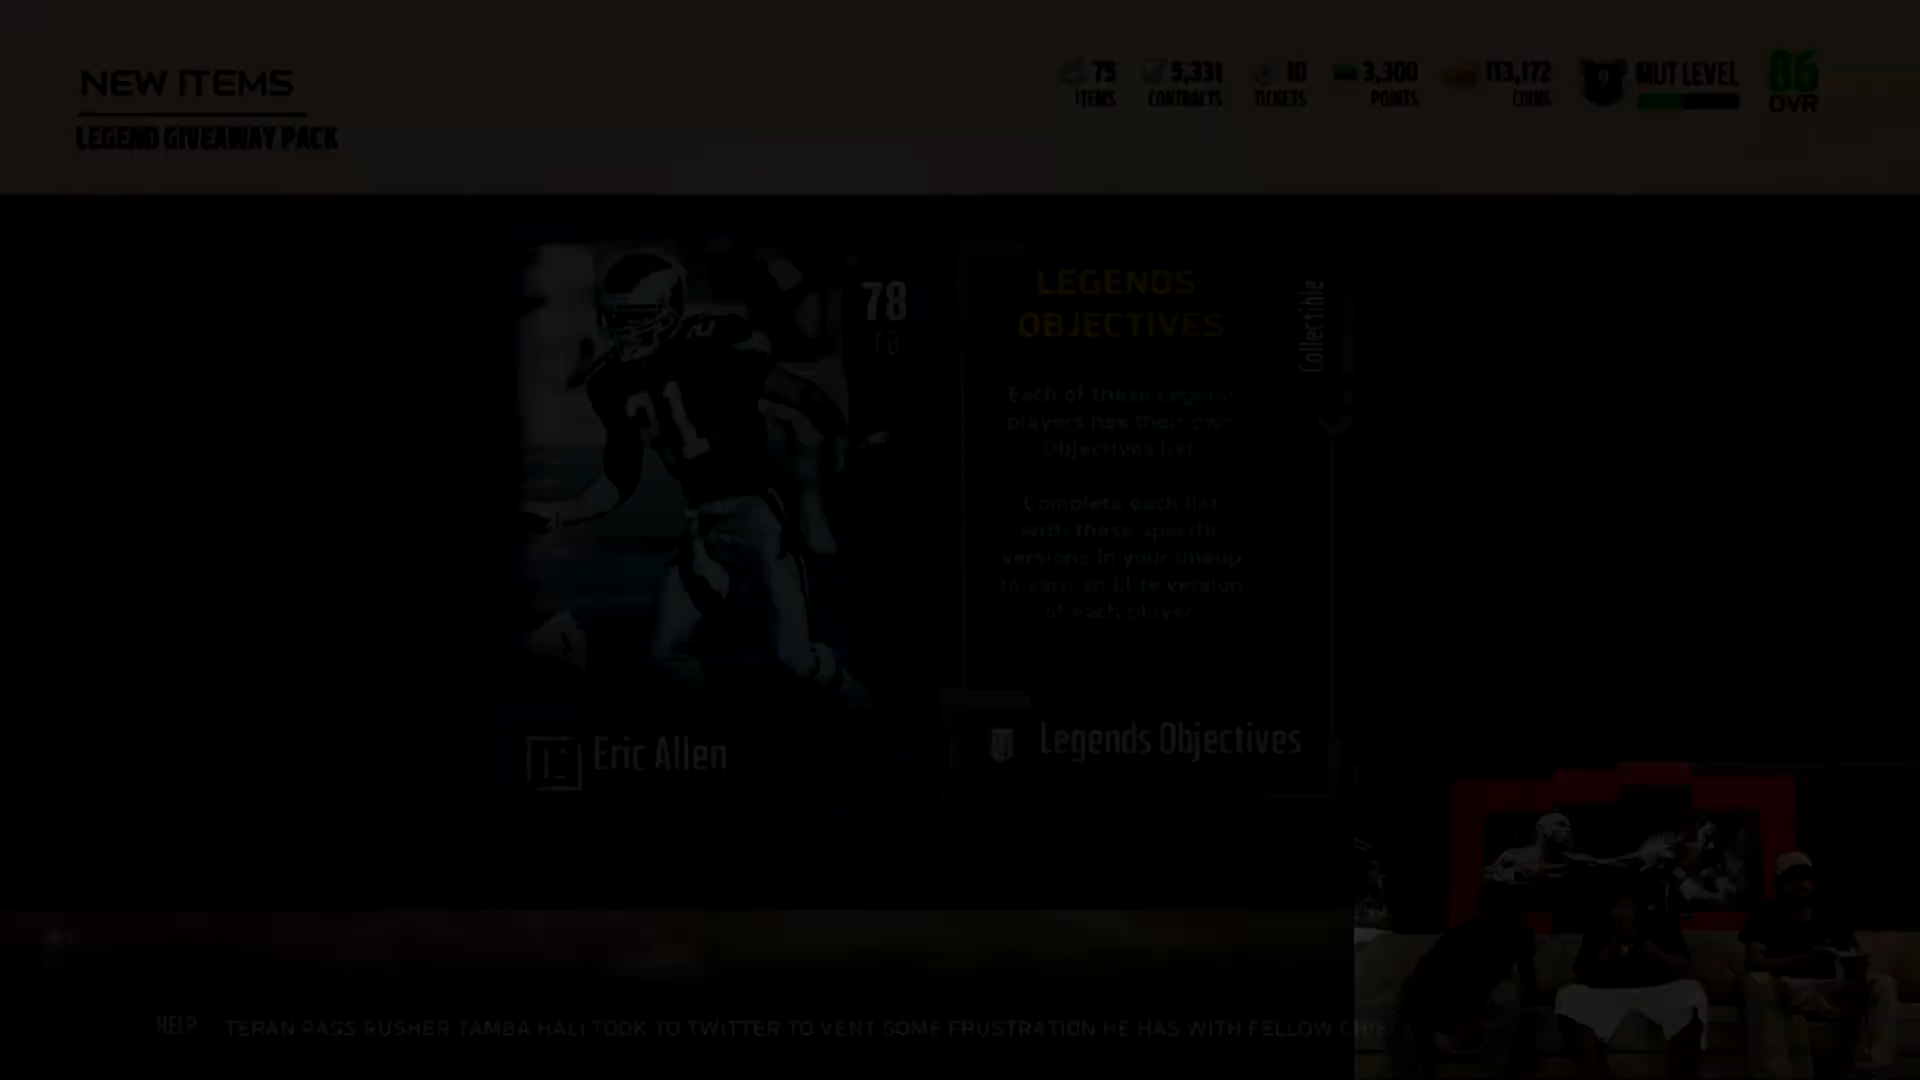 NEW ITEMS
LEGEND GIVEAWAY PACK
75
ITEMS
5,331
CONTRACTS
10
TICKETS
3,300
POINTS
113,172
COINS
MUT LEVEL
86
OVR
78
CB
21
Eric Allen
LEGENDS
OBJECTIVES
Collectible
Each of these Legend
players has their own
Objectives list.
Complete each list
with these specific
versions in your lineup
to earn an Elite version
of each player.
Legends Objectives
HELP
TERAN PASS RUSHER TAMBA HALI TOOK TO TWITTER TO VENT SOME FRUSTRATION HE HAS WITH FELLOW